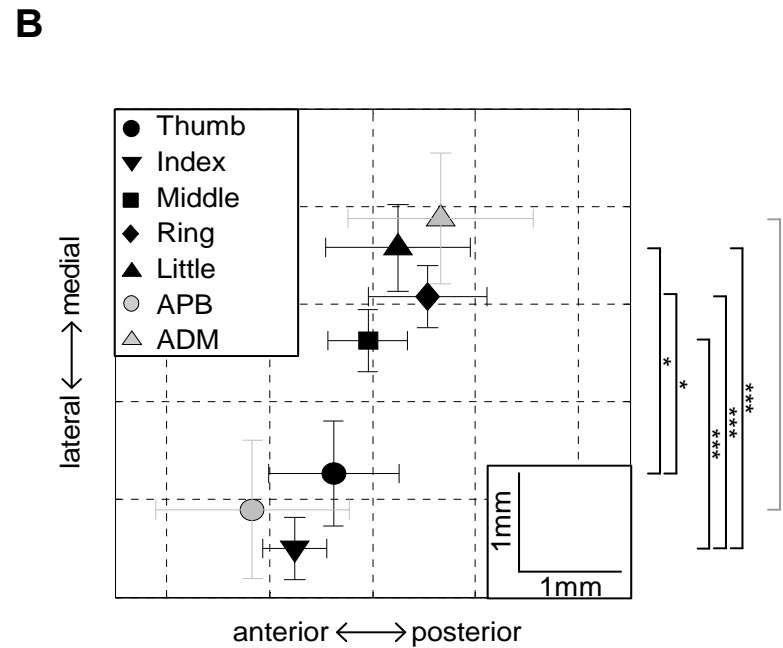 B
Thumb
Index
Middle
Ring
Little
APB
ADM
lateral ⟷ medial
*
*
***
***
***
1mm
1mm
anterior ⟷ posterior